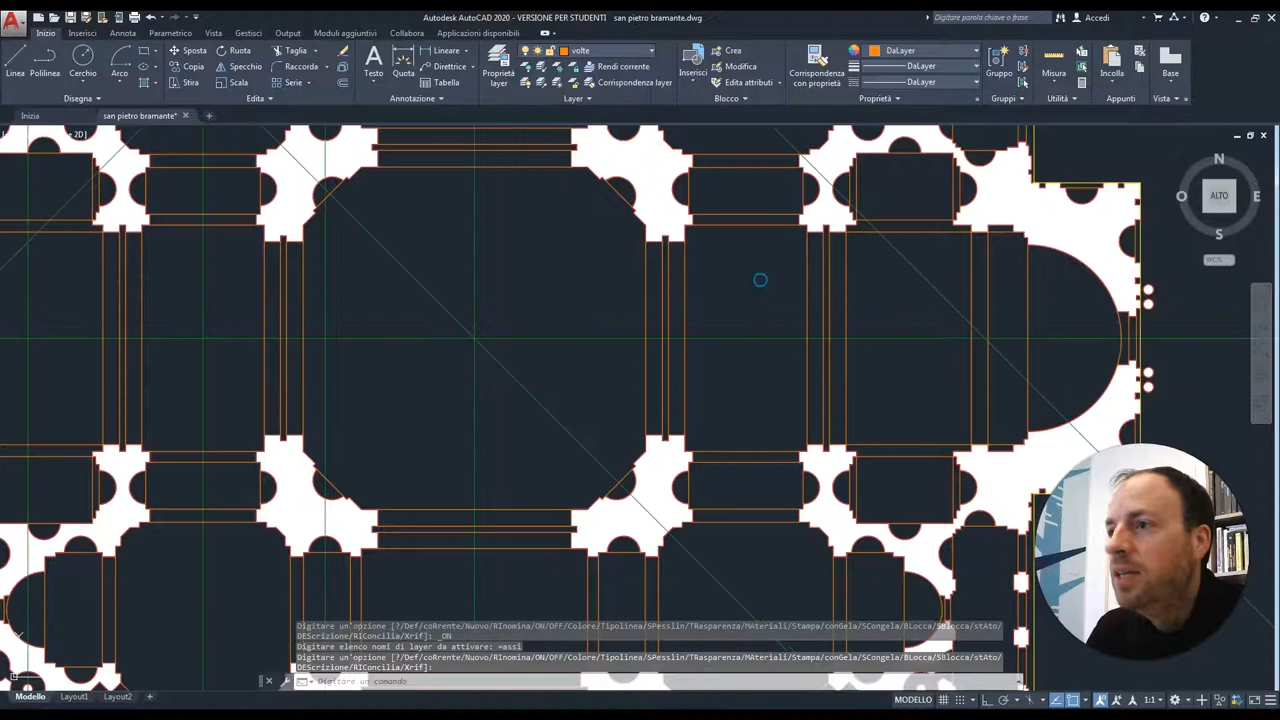 Autodesk AutoCAD 2020 - VERSIONE PER STUDENTI san pietro bramante.dwg
Digitare parola chiave o frase
Accedi
Inizio Inserisci Annota Parametrico Vista Gestisci Output Moduli aggiuntivi Collabora Applicazioni disponibili
Linea
Polilinea
Cerchio
Arco
Sposta
Ruota
Taglia
Copia
Specchio
Raccorda
Stira
Scala
Serie
Testo
Quota
Lineare
Direttrice
Tabella
Proprietà layer
volte
Rendi corrente
Corrispondenza layer
Inserisci
Crea
Modifica
Modifica attributi
Corrispondenza con proprietà
DaLayer
DaLayer
DaLayer
Gruppo
Misura
Incolla
Base
Disegna
Edita
Annotazione
Layer
Blocco
Proprietà
Gruppi
Utilità
Appunti
Vista
Inizia
san pietro bramante*
2D]
N
O
ALTO
E
S
WCS
Digitare un'opzione [?/Def/coRrente/Nuovo/RInomina/ON/OFF/Colore/Tipolinea/SPesslin/TRasparenza/MAteriali/Stampa/conGela/SCongela/BLocca/SBlocca/stAto/
DEScrizione/RIConcilia/Xrif]: _ON
Digitare elenco nomi di layer da attivare: =assi
Digitare un'opzione [?/Def/coRrente/Nuovo/RInomina/ON/OFF/Colore/Tipolinea/SPesslin/TRasparenza/MAteriali/Stampa/conGela/SCongela/BLocca/SBlocca/stAto/
DEScrizione/RIConcilia/Xrif]:
Digitare un comando
Modello Layout1 Layout2
MODELLO
1:1